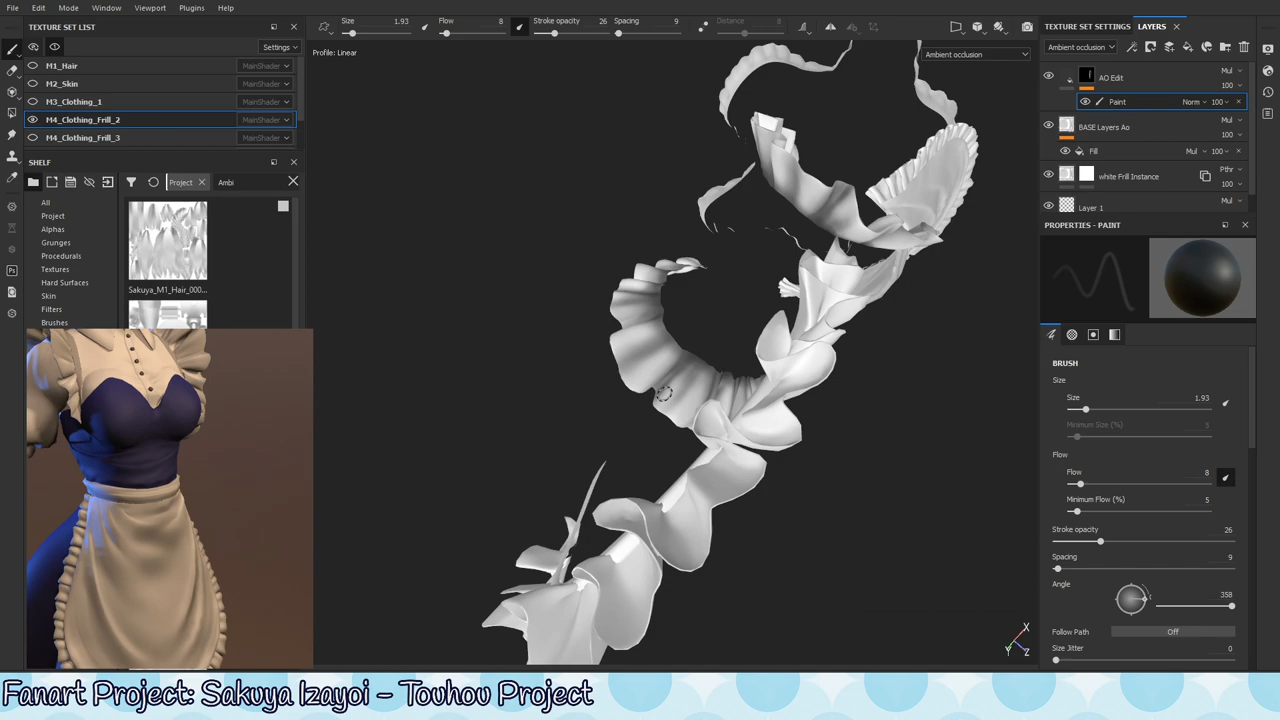 File Edit Mode Window Viewport Plugins Help
TEXTURE SET LIST
Size 1.93 Flow 8 Stroke opacity 26 Spacing 9 Distance 8
TEXTURE SET SETTINGS LAYERS
Settings
Profile: Linear
Ambient occlusion
Ambient occlusion
M1_Hair MainShader
M2_Skin MainShader
M3_Clothing_1 MainShader
M4_Clothing_Frill_2 MainShader
M4_Clothing_Frill_3 MainShader
AO Edit Mul 100
Paint Norm 100
BASE Layers Ao Mul 100
Fill Mul 100
white Frill Instance Pthr 100
Layer 1 Mul
SHELF
Project Ambi
All
Project
Alphas
Grunges
Procedurals
Textures
Hard Surfaces
Skin
Filters
Brushes
Sakuya_M1_Hair_000...
PROPERTIES - PAINT
BRUSH
Size
Size 1.93
Minimum Size (%) 5
Flow
Flow 8
Minimum Flow (%) 5
Stroke opacity 26
Spacing 9
Angle
358
Follow Path Off
Size Jitter 0
X
Y Z
Fanart Project: Sakuya Izayoi - Touhou Project